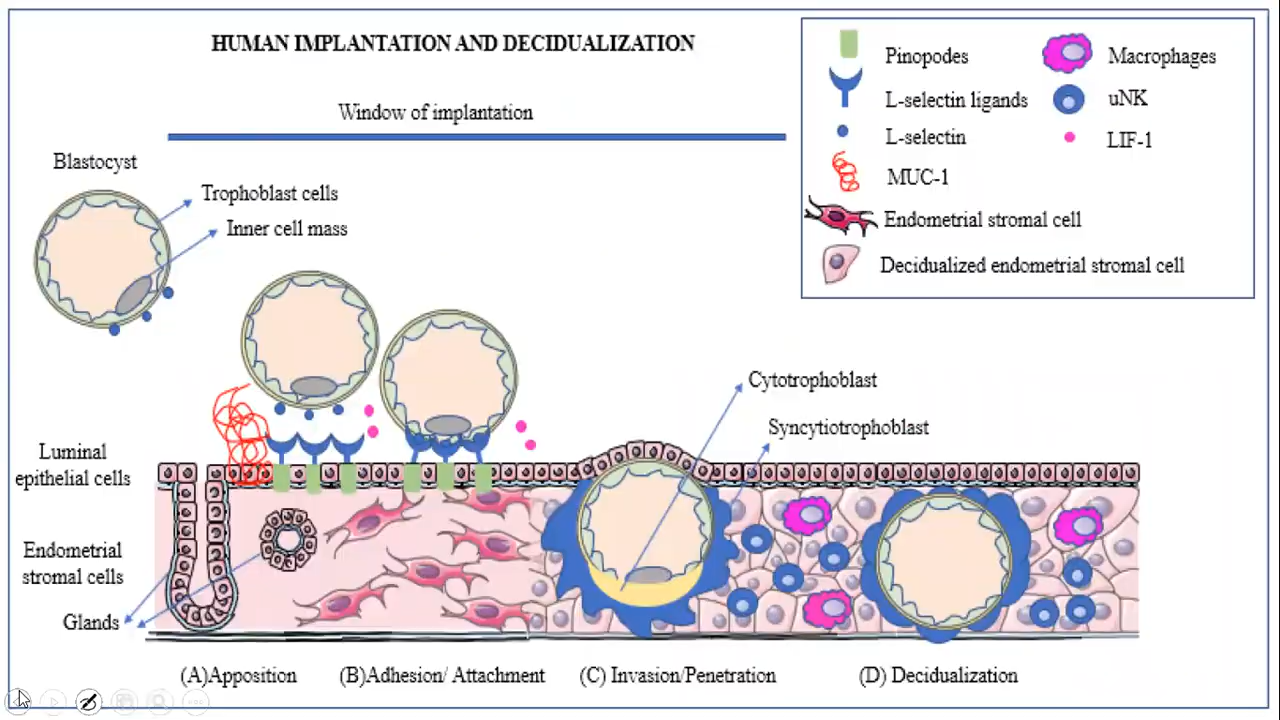 HUMAN IMPLANTATION AND DECIDUALIZATION
Window of implantation
Blastocyst
Trophoblast cells
Inner cell mass
Pinopodes
L-selectin ligands
L-selectin
MUC-1
Endometrial stromal cell
Decidualized endometrial stromal cell
Macrophages
uNK
LIF-1
Cytotrophoblast
Syncytiotrophoblast
Luminal
epithelial cells
Endometrial
stromal cells
Glands
(A)Apposition
(B)Adhesion/ Attachment
(C) Invasion/Penetration
(D) Decidualization